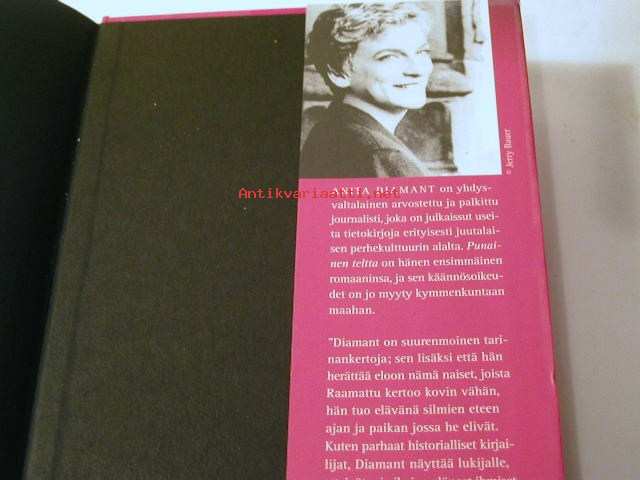 © Jerry Bauer
Antikvariaatti.net
ANITA DIAMANT on yhdys-
valtalainen arvostettu ja palkittu
journalisti, joka on julkaissut usei-
ta tietokirjoja erityisesti juutalai-
sen perhekulttuurin alalta. Punai-
nen teltta on hänen ensimmäinen
romaaninsa, ja sen käännösoikeu-
det on jo myyty kymmenkuntaan
maahan.
"Diamant on suurenmoinen tari-
nankertoja; sen lisäksi että hän
herättää eloon nämä naiset, joista
Raamattu kertoo kovin vähän,
hän tuo elävänä silmien eteen
ajan ja paikan jossa he elivät.
Kuten parhaat historialliset kirjai-
lijat, Diamant näyttää lukijalle,